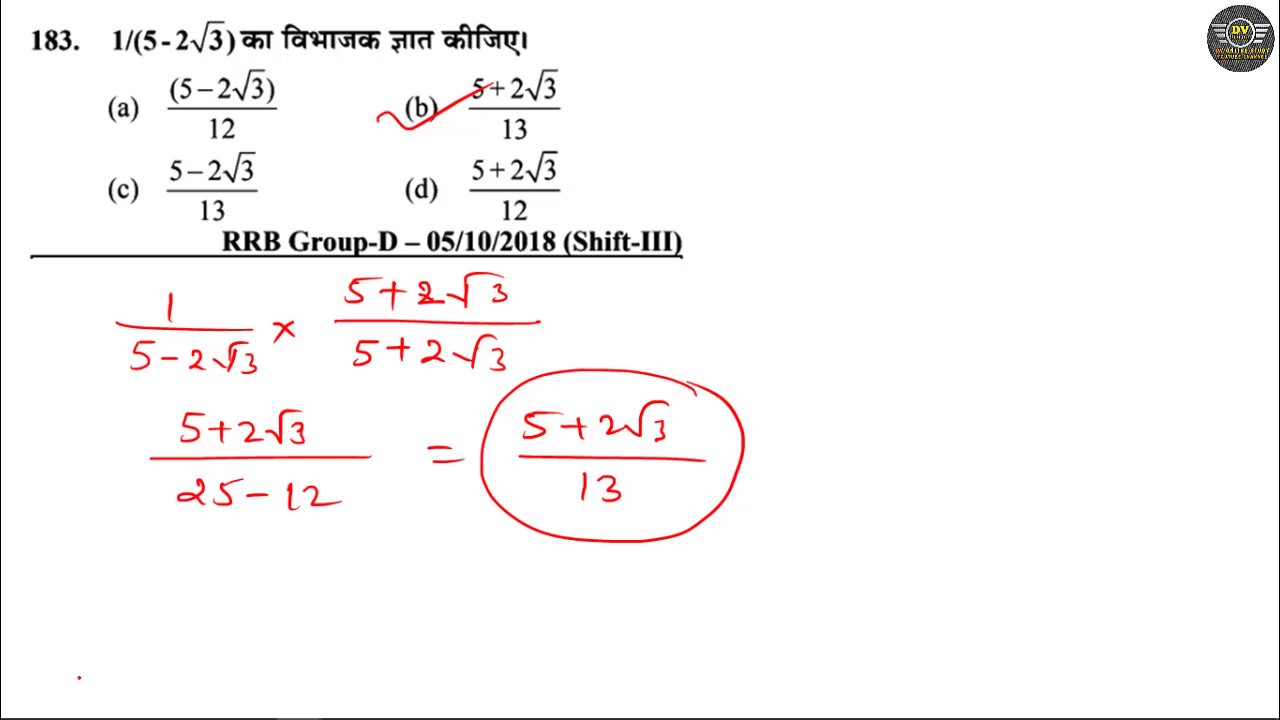 183. 1/(5 - 2√3) का विभाजक ज्ञात कीजिए।
(a) (5 – 2√3)/12 (b) 5 + 2√3/13
(c) 5 – 2√3/13 (d) 5 + 2√3/12
RRB Group-D – 05/10/2018 (Shift-III)
1/5 - 2√3 × 5 + 2√3/5 + 2√3
5 + 2√3/25 - 12 = 5 + 2√3/13
DV